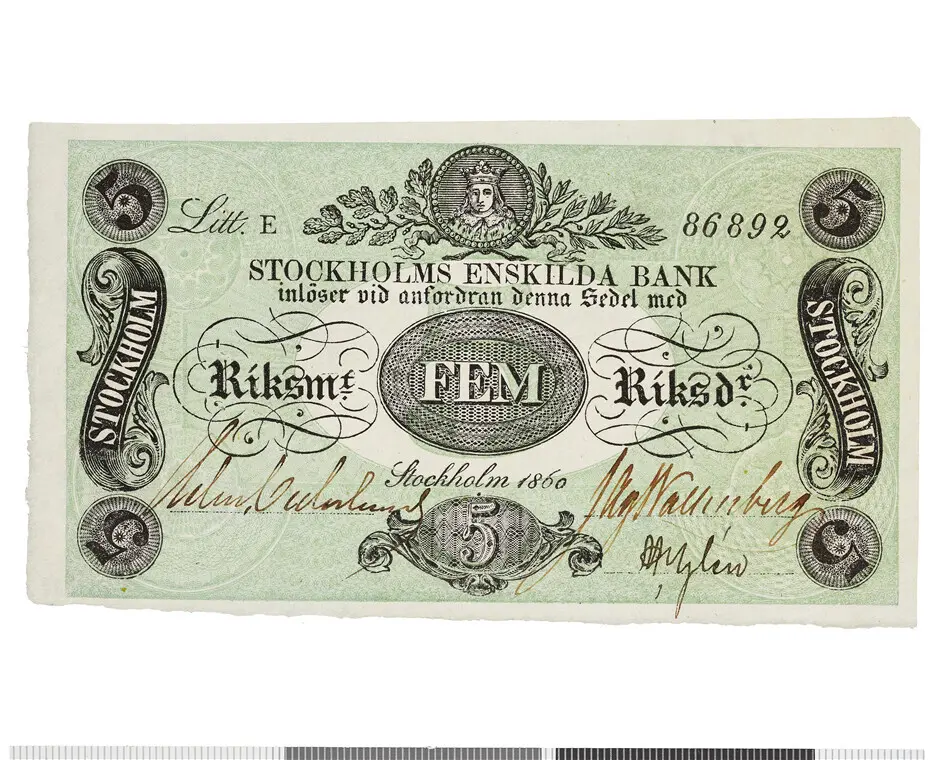 5 5
Litt. E 86892
STOCKHOLMS ENSKILDA BANK
inlöser vid anfordran denna Sedel med
STOCKHOLM STOCKHOLM
Riksmt. FEM Riksdr.
Stockholm 1860
Cederlund
Wallenberg
5 5 5